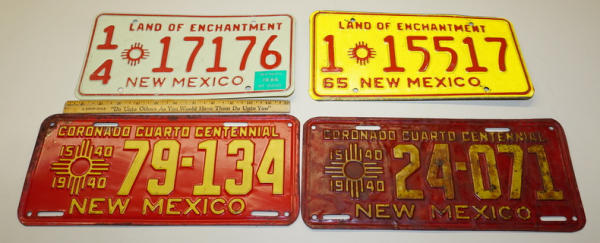 LAND OF ENCHANTMENT
1
4
17176
NEW MEXICO
1966
LAND OF ENCHANTMENT
1
15517
65
NEW MEXICO
"Do Unto Others As You Would Have Them Do Unto You"
CORONADO CUARTO CENTENNIAL
15 40
79-134
19 40
NEW MEXICO
CORONADO CUARTO CENTENNIAL
15 40
24-071
19 40
NEW MEXICO